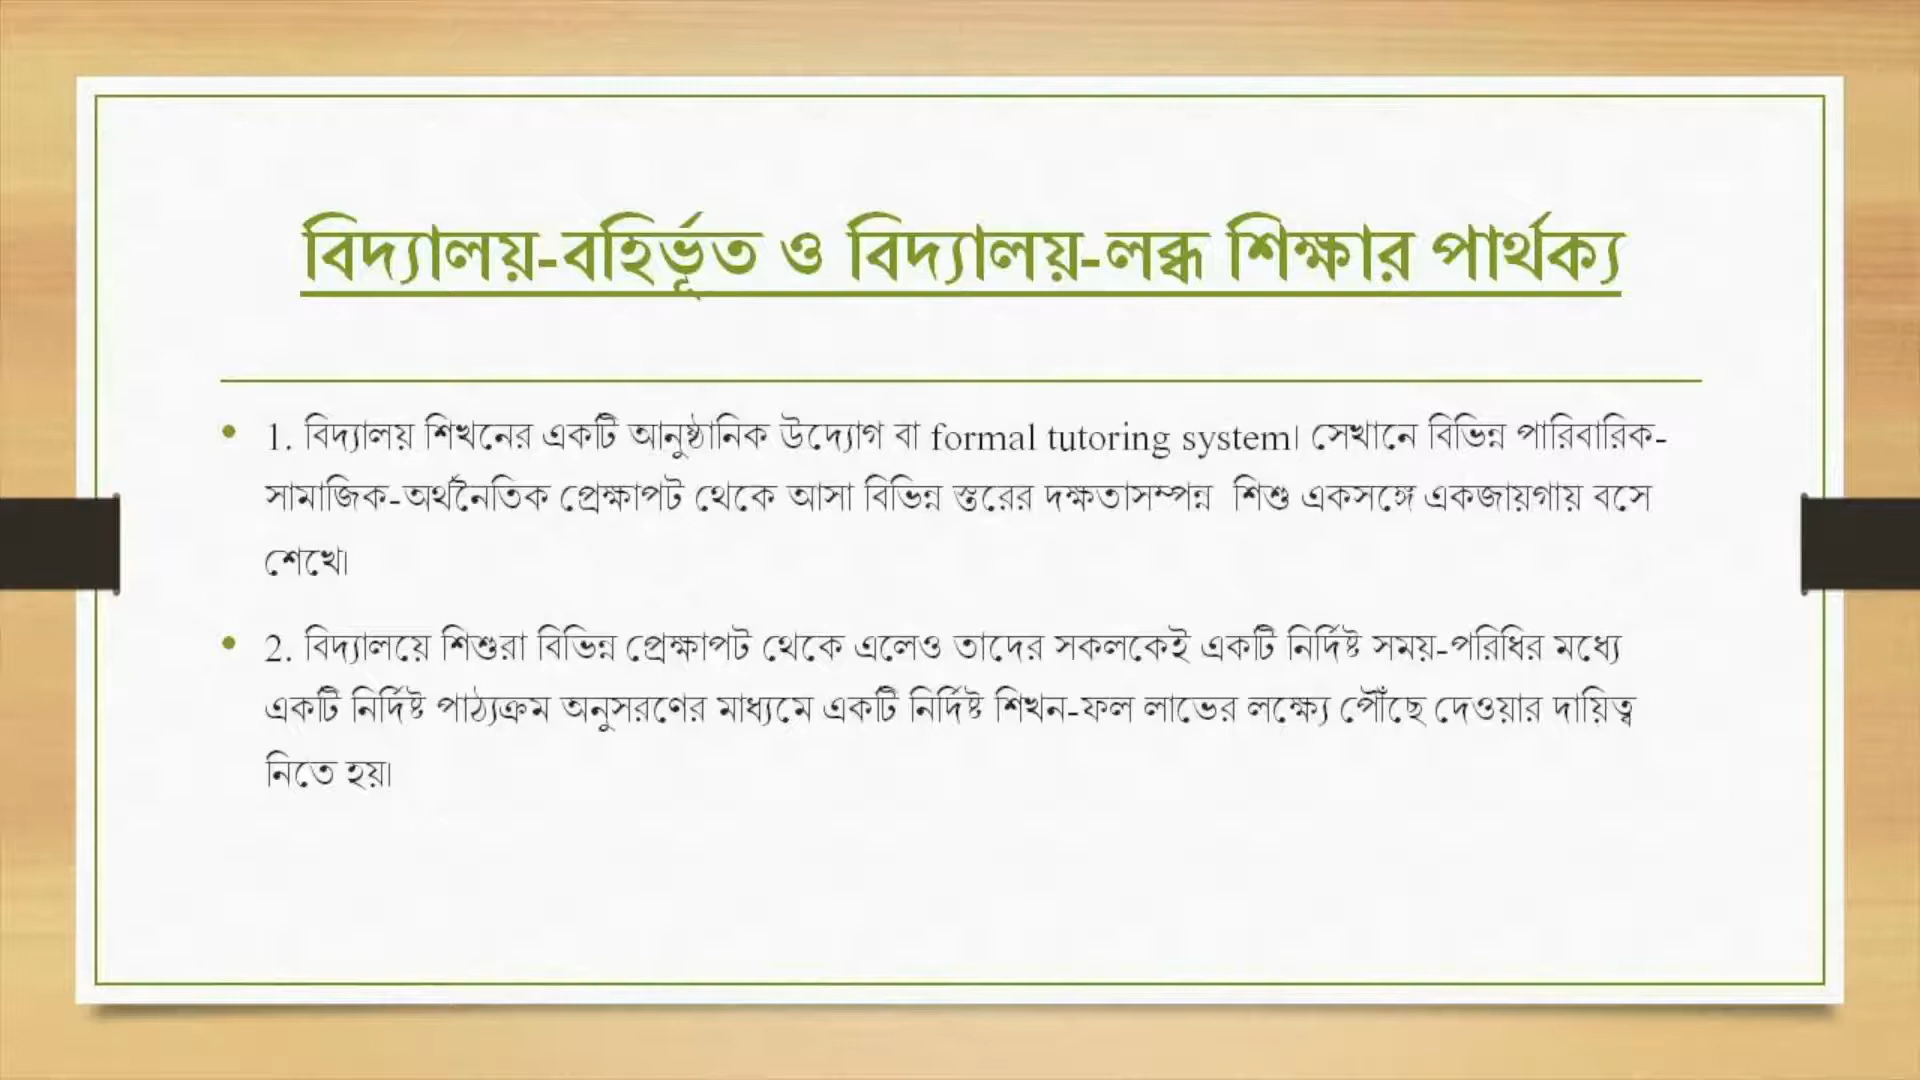 বিদ্যালয়-বহির্ভূত ও বিদ্যালয়-লব্ধ শিক্ষার পার্থক্য
• 1. বিদ্যালয় শিখনের একটি আনুষ্ঠানিক উদ্যোগ বা formal tutoring system। সেখানে বিভিন্ন পারিবারিক-
সামাজিক-অর্থনৈতিক প্রেক্ষাপট থেকে আসা বিভিন্ন স্তরের দক্ষতাসম্পন্ন শিশু একসঙ্গে একজায়গায় বসে
শেখে।
• 2. বিদ্যালয়ে শিশুরা বিভিন্ন প্রেক্ষাপট থেকে এলেও তাদের সকলকেই একটি নির্দিষ্ট সময়-পরিধির মধ্যে
একটি নির্দিষ্ট পাঠ্যক্রম অনুসরণের মাধ্যমে একটি নির্দিষ্ট শিখন-ফল লাভের লক্ষ্যে পৌঁছে দেওয়ার দায়িত্ব
নিতে হয়।